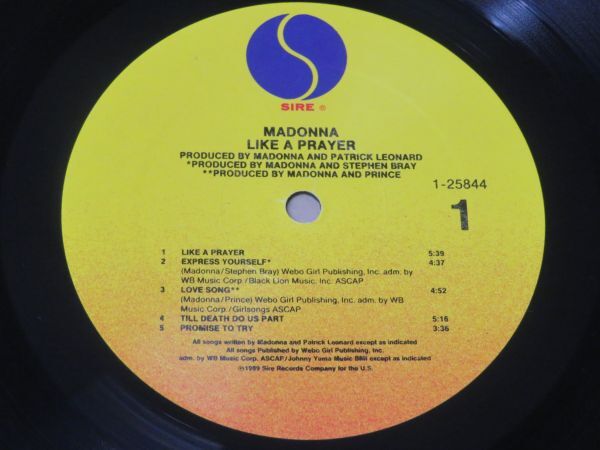 SIRE ®
MADONNA
LIKE A PRAYER
PRODUCED BY MADONNA AND PATRICK LEONARD
*PRODUCED BY MADONNA AND STEPHEN BRAY
**PRODUCED BY MADONNA AND PRINCE
1-25844
1
1 LIKE A PRAYER 5:39
2 EXPRESS YOURSELF* 4:37
(Madonna/Stephen Bray) Webo Girl Publishing, Inc. adm. by
WB Music Corp./Black Lion Music, Inc. ASCAP
3 LOVE SONG** 4:52
(Madonna/Prince) Webo Girl Publishing, Inc. adm. by WB
Music Corp./Girlsongs ASCAP
4 TILL DEATH DO US PART 5:16
5 PROMISE TO TRY 3:36
All songs written by Madonna and Patrick Leonard except as indicated
All songs Published by Webo Girl Publishing, Inc.
adm. by WB Music Corp. ASCAP/Johnny Yuma Music BMI except as indicated
℗1989 Sire Records Company for the U.S.